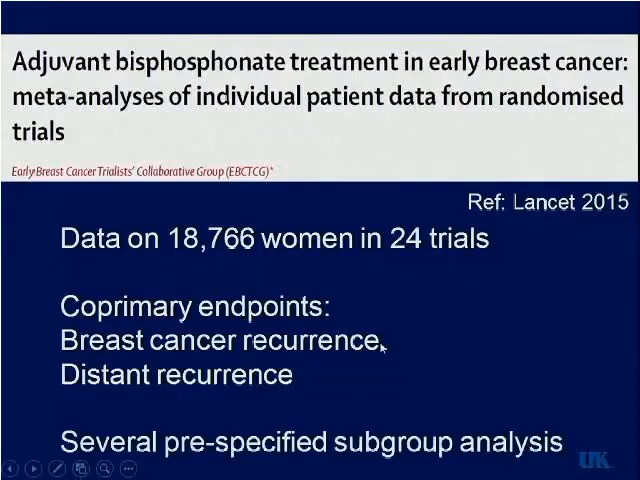 Adjuvant bisphosphonate treatment in early breast cancer:
meta-analyses of individual patient data from randomised
trials
Early Breast Cancer Trialists' Collaborative Group (EBCTCG)*
Ref: Lancet 2015
Data on 18,766 women in 24 trials
Coprimary endpoints:
Breast cancer recurrence
Distant recurrence
Several pre-specified subgroup analysis
UK